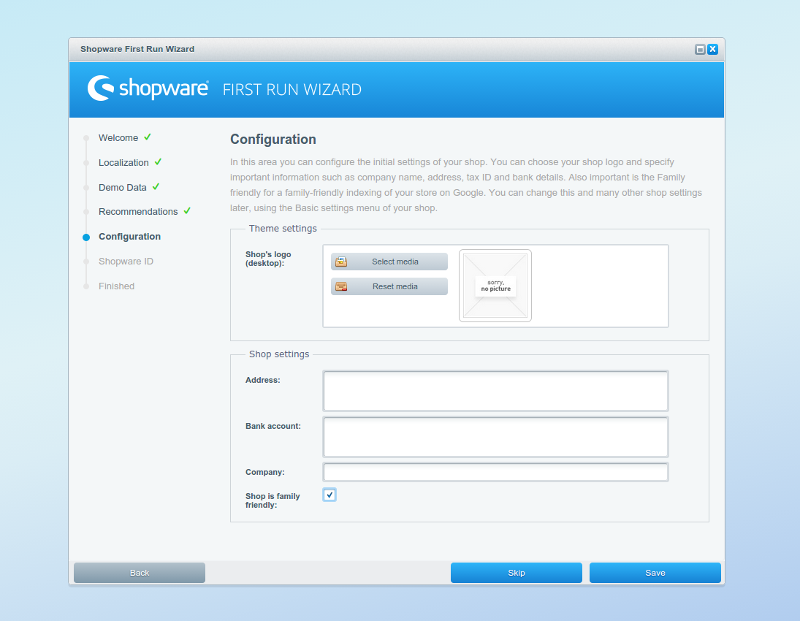 Shopware First Run Wizard
shopware FIRST RUN WIZARD
Welcome
Localization
Demo Data
Recommendations
Configuration
Shopware ID
Finished
Configuration
In this area you can configure the initial settings of your shop. You can choose your shop logo and specify
important information such as company name, address, tax ID and bank details. Also important is the Family
friendly for a family-friendly indexing of your store on Google. You can change this and many other shop settings
later, using the Basic settings menu of your shop.
Theme settings
Shop's logo
(desktop):
Select media
Reset media
sorry,
no picture
Shop settings
Address:
Bank account:
Company:
Shop is family
friendly:
Back
Skip
Save